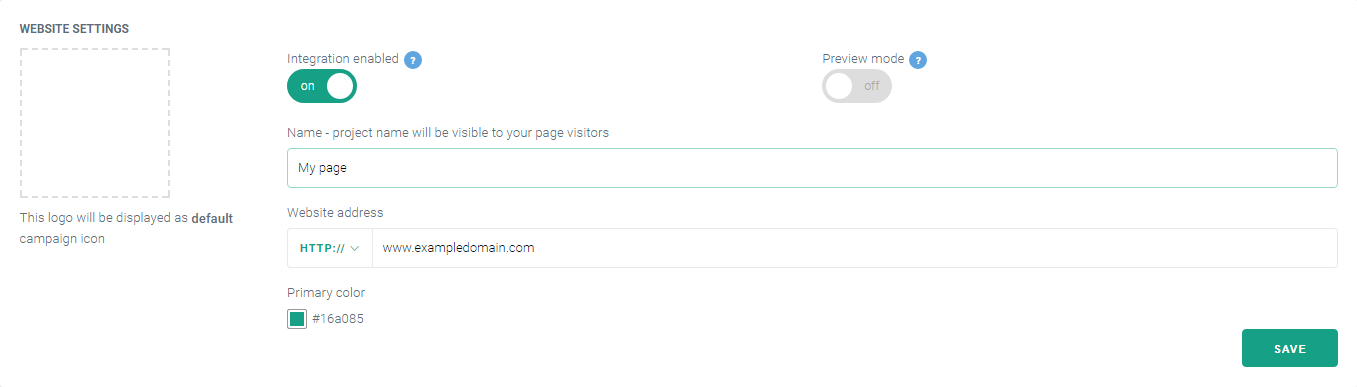 WEBSITE SETTINGS
Integration enabled ?
on
Preview mode ?
off
Name - project name will be visible to your page visitors
My page
This logo will be displayed as default
campaign icon
Website address
HTTP:// www.exampledomain.com
Primary color
#16a085
SAVE